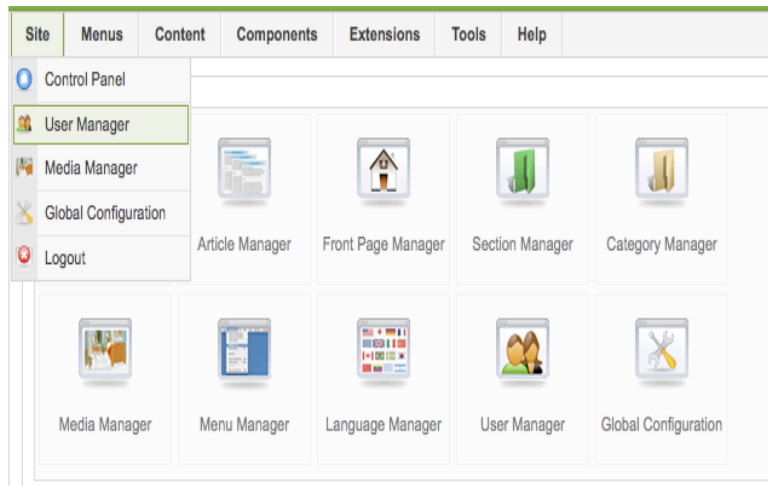 Site Menus Content Components Extensions Tools Help
Control Panel
User Manager
Media Manager
Global Configuration
Logout
Article Manager Front Page Manager Section Manager Category Manager
Media Manager Menu Manager Language Manager User Manager Global Configuration